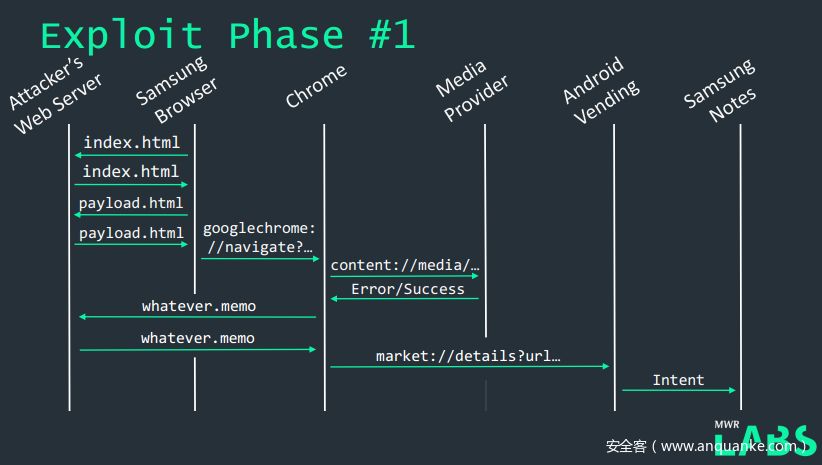 Exploit Phase #1
Attacker's
Web Server
Samsung
Browser
Chrome
Media
Provider
Android
Vending
Samsung
Notes
index.html
index.html
payload.html
payload.html
googlechrome:
//navigate?…
content://media/…
Error/Success
whatever.memo
whatever.memo
market://details?url…
Intent
MWR
LABS
安全客（www.anquanke.com）